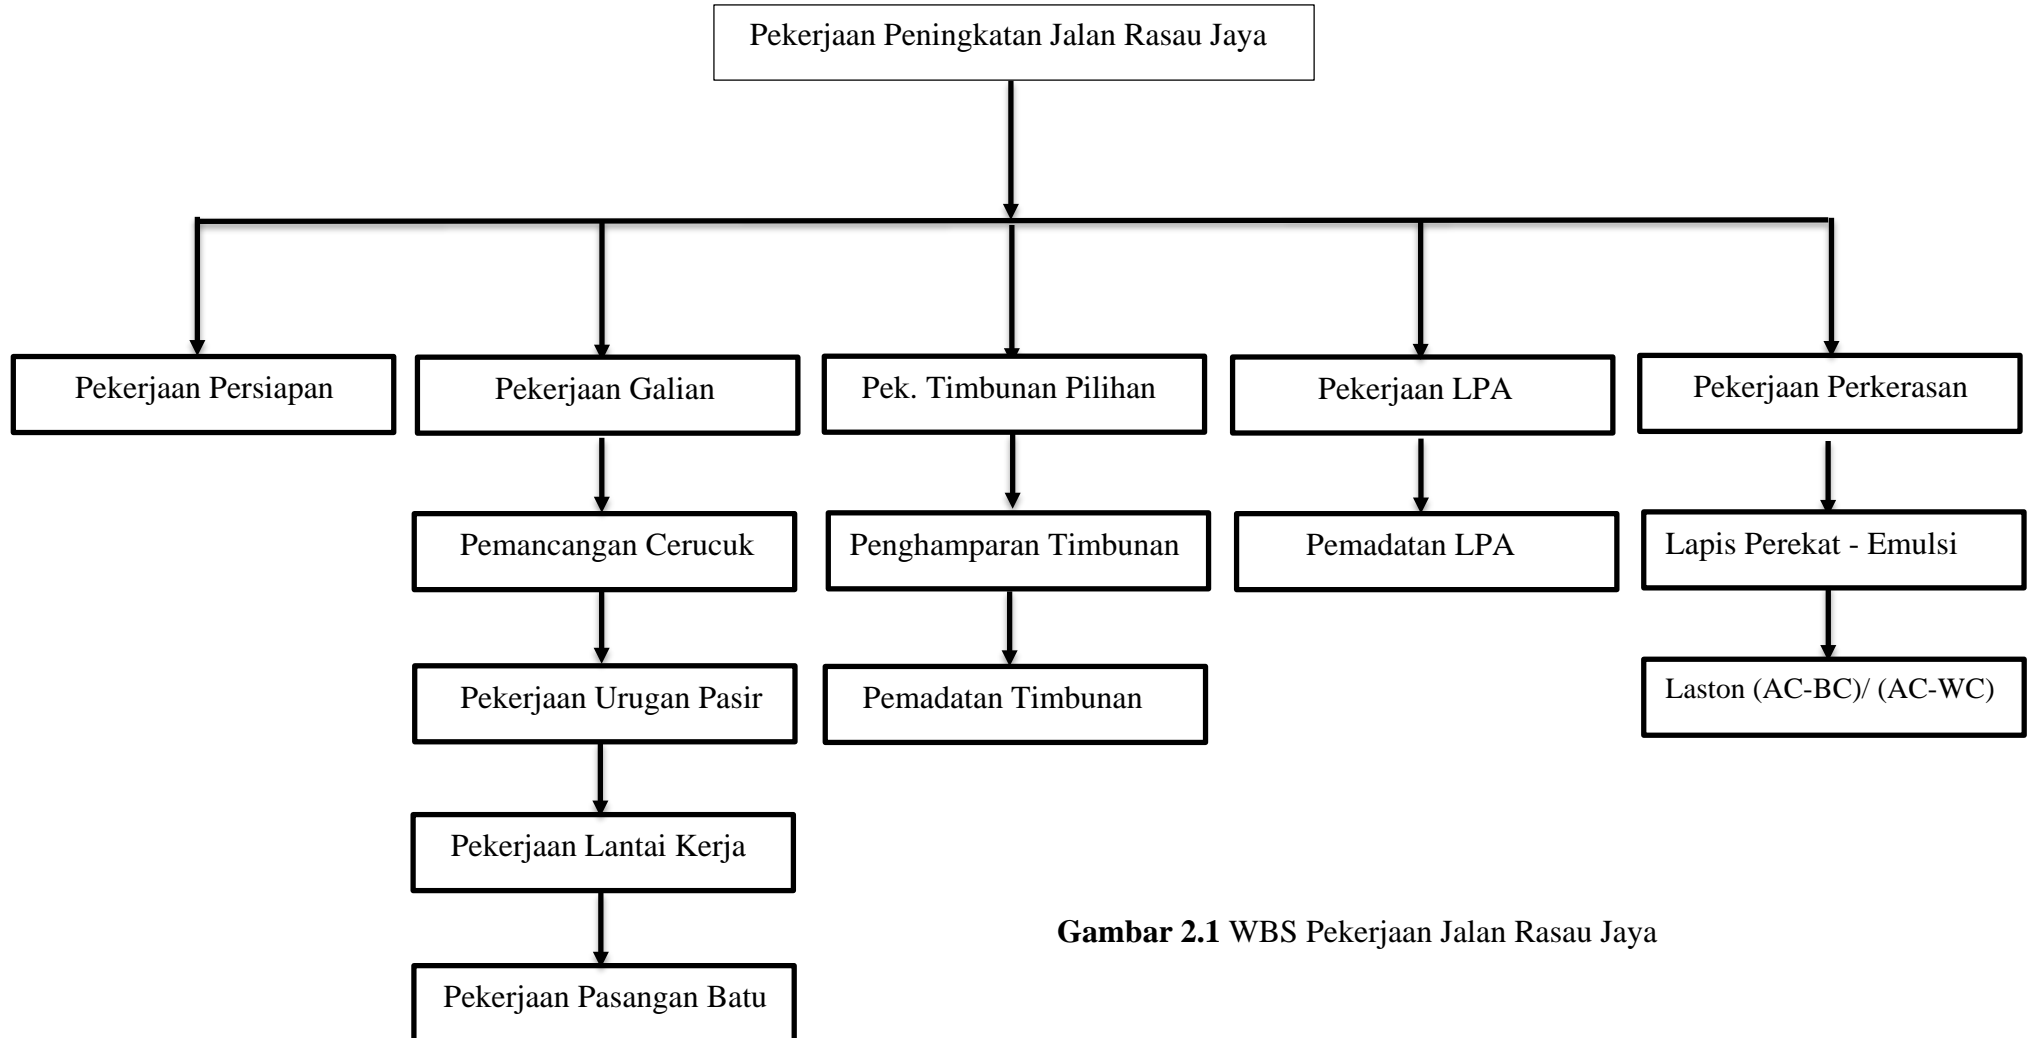 Pekerjaan Peningkatan Jalan Rasau Jaya
Pekerjaan Persiapan
Pekerjaan Galian
Pek. Timbunan Pilihan
Pekerjaan LPA
Pekerjaan Perkerasan
Pemancangan Cerucuk
Penghamparan Timbunan
Pemadatan LPA
Lapis Perekat - Emulsi
Pekerjaan Urugan Pasir
Pemadatan Timbunan
Laston (AC-BC)/ (AC-WC)
Pekerjaan Lantai Kerja
Gambar 2.1 WBS Pekerjaan Jalan Rasau Jaya
Pekerjaan Pasangan Batu